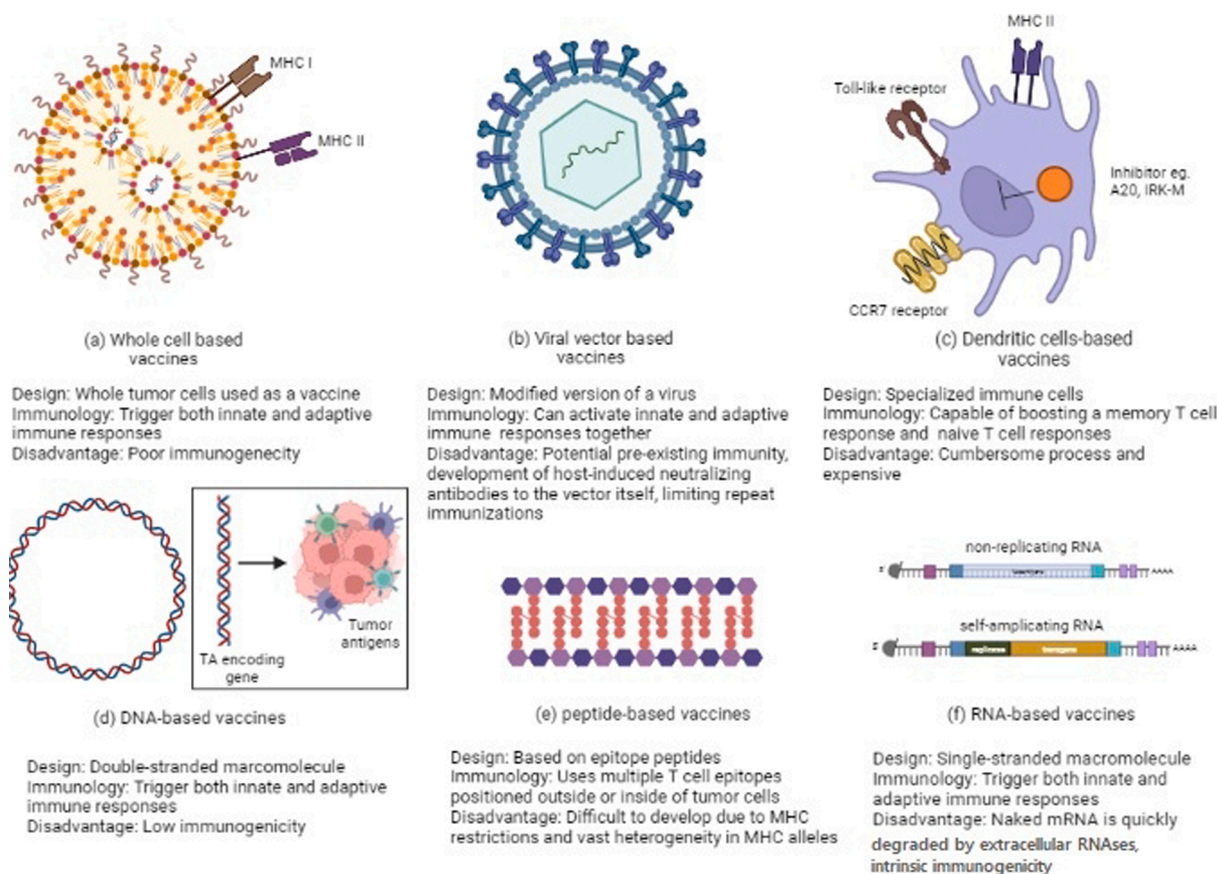 MHC I
MHC II
(a) Whole cell based
vaccines
Design: Whole tumor cells used as a vaccine
Immunology: Trigger both innate and adaptive
immune responses
Disadvantage: Poor immunogenecity
(b) Viral vector based
vaccines
Design: Modified version of a virus
Immunology: Can activate innate and adaptive
immune responses together
Disadvantage: Potential pre-existing immunity,
development of host-induced neutralizing
antibodies to the vector itself, limiting repeat
immunizations
MHC II
Toll-like receptor
Inhibitor eg.
A20, IRK-M
CCR7 receptor
(c) Dendritic cells-based
vaccines
Design: Specialized immune cells
Immunology: Capable of boosting a memory T cell
response and naive T cell responses
Disadvantage: Cumbersome process and
expensive
TA encoding
gene
Tumor
antigens
(d) DNA-based vaccines
Design: Double-stranded marcomolecule
Immunology: Trigger both innate and adaptive
immune responses
Disadvantage: Low immunogenicity
(e) peptide-based vaccines
Design: Based on epitope peptides
Immunology: Uses multiple T cell epitopes
positioned outside or inside of tumor cells
Disadvantage: Difficult to develop due to MHC
restrictions and vast heterogeneity in MHC alleles
non-replicating RNA
5' AAAA
self-amplicating RNA
5' replicase transgene AAAA
(f) RNA-based vaccines
Design: Single-stranded macromolecule
Immunology: Trigger both innate and
adaptive immune responses
Disadvantage: Naked mRNA is quickly
degraded by extracellular RNAses,
intrinsic immunogenicity